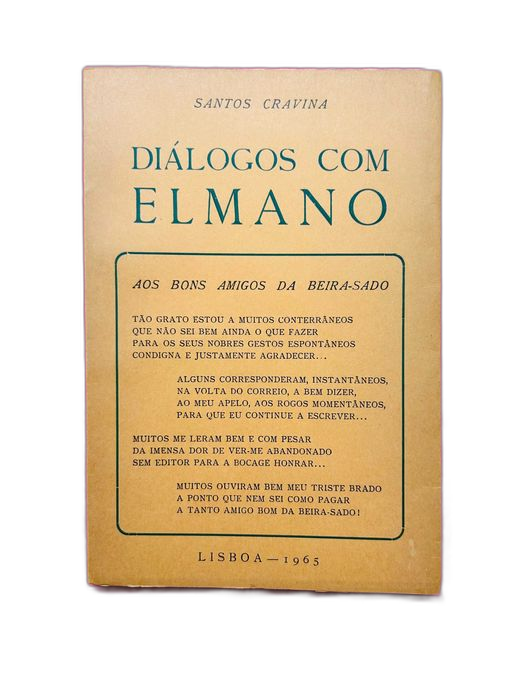 SANTOS CRAVINA
DIÁLOGOS COM
ELMANO
AOS BONS AMIGOS DA BEIRA-SADO
TÃO GRATO ESTOU A MUITOS CONTERRÂNEOS
QUE NÃO SEI BEM AINDA O QUE FAZER
PARA OS SEUS NOBRES GESTOS ESPONTÂNEOS
CONDIGNA E JUSTAMENTE AGRADECER...
ALGUNS CORRESPONDERAM, INSTANTÂNEOS,
NA VOLTA DO CORREIO, A BEM DIZER,
AO MEU APELO, AOS ROGOS MOMENTÂNEOS,
PARA QUE EU CONTINUE A ESCREVER...
MUITOS ME LERAM BEM E COM PESAR
DA IMENSA DOR DE VER-ME ABANDONADO
SEM EDITOR PARA A BOCAGE HONRAR...
MUITOS OUVIRAM BEM MEU TRISTE BRADO
A PONTO QUE NEM SEI COMO PAGAR
A TANTO AMIGO BOM DA BEIRA-SADO!
LISBOA — 1965